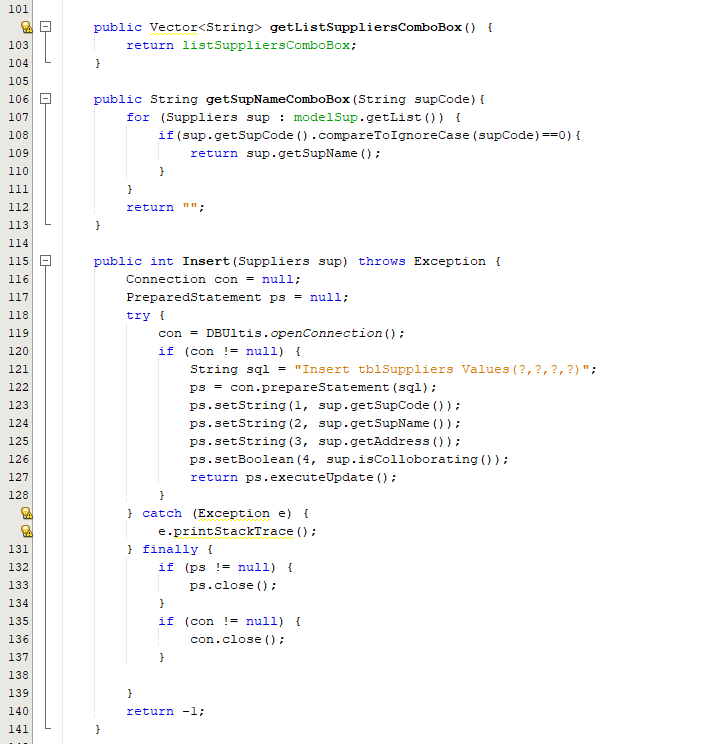 101
public Vector<String> getListSuppliersComboBox() {
103 return listSuppliersComboBox;
104 }
105
106 public String getSupNameComboBox(String supCode){
107 for (Suppliers sup : modelSup.getList()) {
108 if(sup.getSupCode().compareToIgnoreCase(supCode)==0){
109 return sup.getSupName();
110 }
111 }
112 return "";
113 }
114
115 public int Insert(Suppliers sup) throws Exception {
116 Connection con = null;
117 PreparedStatement ps = null;
118 try {
119 con = DBUltis.openConnection();
120 if (con != null) {
121 String sql = "Insert tblSuppliers Values(?,?,?,?)";
122 ps = con.prepareStatement(sql);
123 ps.setString(1, sup.getSupCode());
124 ps.setString(2, sup.getSupName());
125 ps.setString(3, sup.getAddress());
126 ps.setBoolean(4, sup.isColloborating());
127 return ps.executeUpdate();
128 }
} catch (Exception e) {
e.printStackTrace();
131 } finally {
132 if (ps != null) {
133 ps.close();
134 }
135 if (con != null) {
136 con.close();
137 }
138
139 }
140 return -1;
141 }